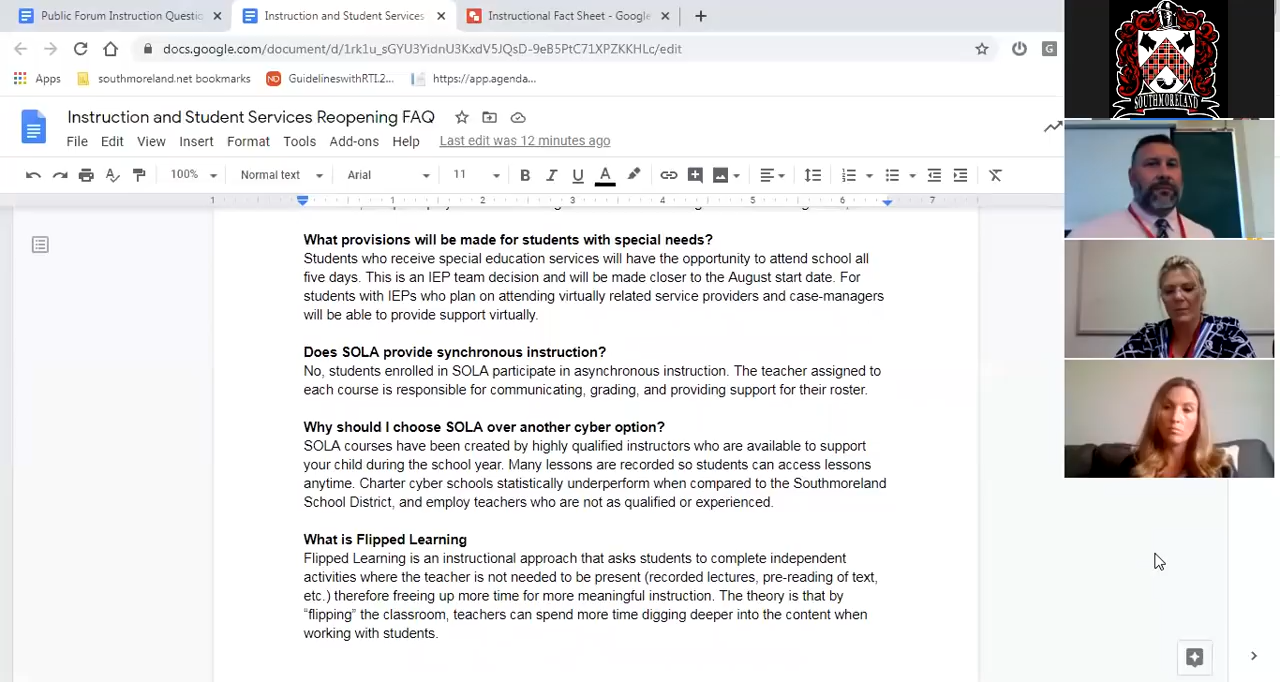 Public Forum Instruction Questi
Instruction and Student Services
Instructional Fact Sheet - Google
docs.google.com/document/d/1rk1u_sGYU3YidnU3KxdV5JQsD-9eB5PtC71XPZKKHLc/edit
Apps
southmoreland.net bookmarks
GuidelineswithRTI.2...
https://app.agenda...
SOUTHMORELAND
Instruction and Student Services Reopening FAQ
File Edit View Insert Format Tools Add-ons Help Last edit was 12 minutes ago
100% Normal text Arial 11
1 1 2 3 4 5 6 7
What provisions will be made for students with special needs?
Students who receive special education services will have the opportunity to attend school all
five days. This is an IEP team decision and will be made closer to the August start date. For
students with IEPs who plan on attending virtually related service providers and case-managers
will be able to provide support virtually.
Does SOLA provide synchronous instruction?
No, students enrolled in SOLA participate in asynchronous instruction. The teacher assigned to
each course is responsible for communicating, grading, and providing support for their roster.
Why should I choose SOLA over another cyber option?
SOLA courses have been created by highly qualified instructors who are available to support
your child during the school year. Many lessons are recorded so students can access lessons
anytime. Charter cyber schools statistically underperform when compared to the Southmoreland
School District, and employ teachers who are not as qualified or experienced.
What is Flipped Learning
Flipped Learning is an instructional approach that asks students to complete independent
activities where the teacher is not needed to be present (recorded lectures, pre-reading of text,
etc.) therefore freeing up more time for more meaningful instruction. The theory is that by
“flipping” the classroom, teachers can spend more time digging deeper into the content when
working with students.